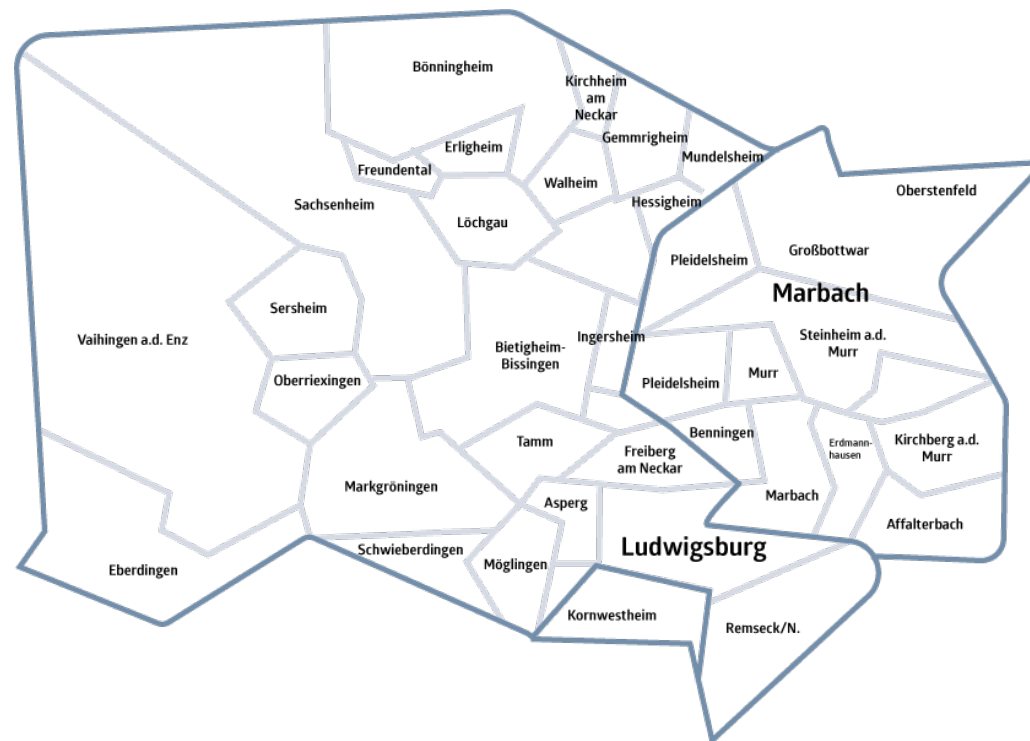 Bönningheim
Kirchheim
am
Neckar
Gemmrigheim
Erligheim
Mundelsheim
Freundental
Walheim
Oberstenfeld
Sachsenheim
Hessigheim
Löchgau
Großbottwar
Pleidelsheim
Marbach
Sersheim
Vaihingen a.d. Enz
Bietigheim-
Bissingen
Ingersheim
Steinheim a.d.
Murr
Oberriexingen
Pleidelsheim
Murr
Tamm
Benningen
Freiberg
am Neckar
Erdmann-
hausen
Kirchberg a.d.
Murr
Markgröningen
Marbach
Asperg
Affalterbach
Schwieberdingen
Ludwigsburg
Möglingen
Eberdingen
Kornwestheim
Remseck/N.